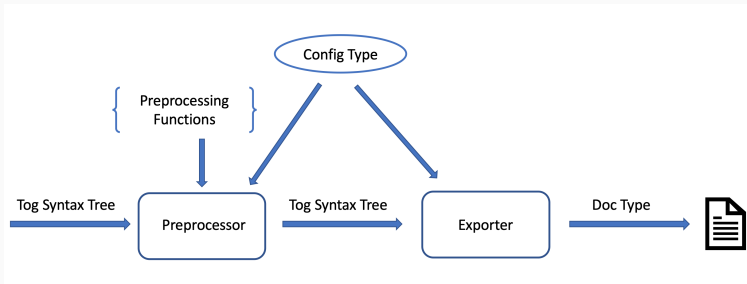 Config Type
Preprocessing
Functions
Tog Syntax Tree
Preprocessor
Tog Syntax Tree
Exporter
Doc Type